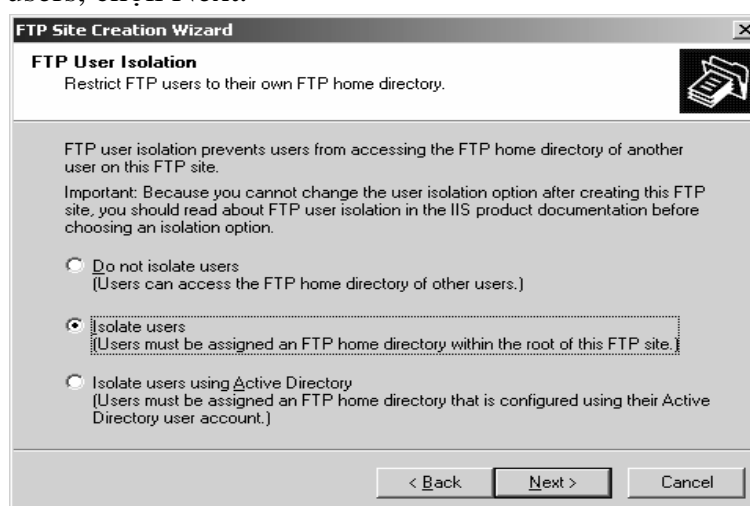 users, chọn Next.
FTP Site Creation Wizard
FTP User Isolation
Restrict FTP users to their own FTP home directory.
FTP user isolation prevents users from accessing the FTP home directory of another
user on this FTP site.
Important: Because you cannot change the user isolation option after creating this FTP
site, you should read about FTP user isolation in the IIS product documentation before
choosing an isolation option.
Do not isolate users
(Users can access the FTP home directory of other users.)
Isolate users
(Users must be assigned an FTP home directory within the root of this FTP site.)
Isolate users using Active Directory
(Users must be assigned an FTP home directory that is configured using their Active
Directory user account.)
< Back Next > Cancel